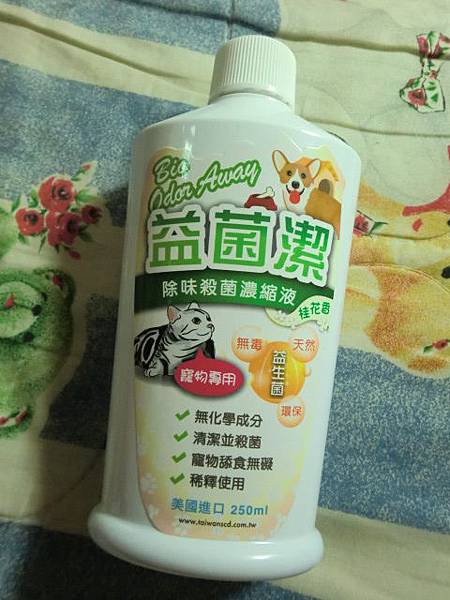 Bio
Odor Away
益菌潔
除味殺菌濃縮液
桂花香
無毒
天然
益生菌
環保
寵物專用
無化學成分
清潔並殺菌
寵物舔食無礙
稀釋使用
美國進口 250ml
www.taiwanscd.com.tw